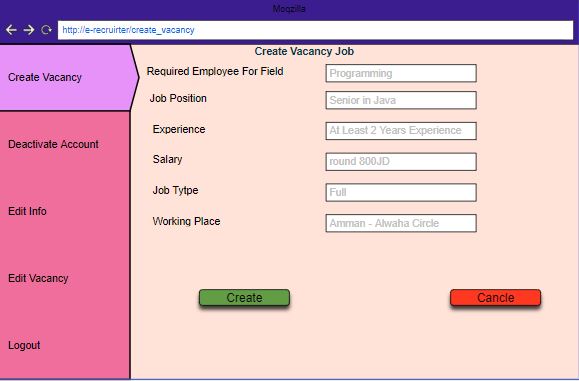 Moqzilla
http://e-recruirter/create_vacancy
Create Vacancy Job
Create Vacancy
Required Employee For Field
Programming
Job Position
Senior in Java
Experience
At Least 2 Years Experience
Deactivate Account
Salary
round 800JD
Job Tytpe
Full
Edit Info
Working Place
Amman - Alwaha Circle
Edit Vacancy
Create
Cancle
Logout